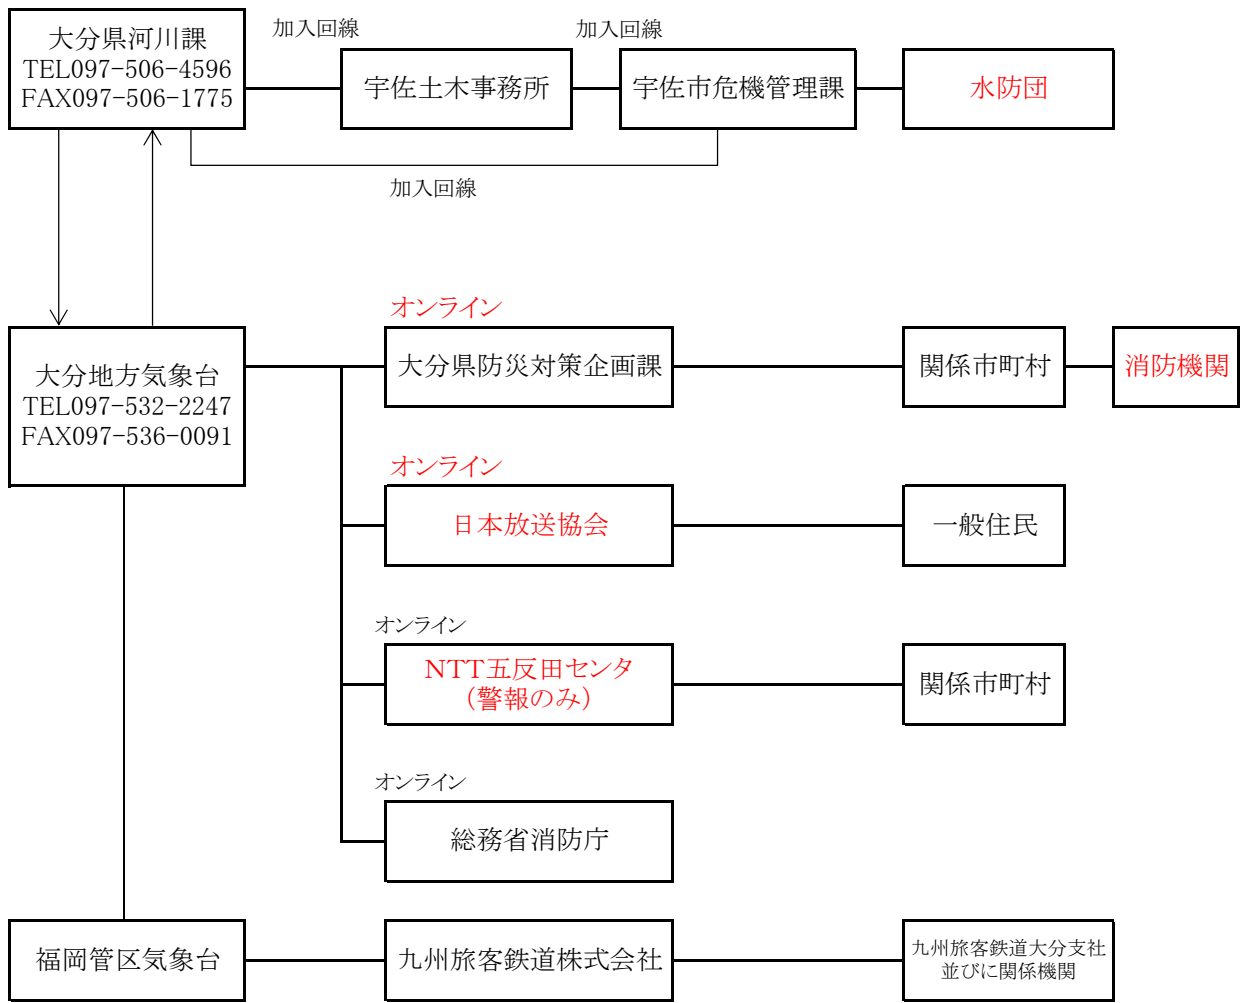 加入回線
加入回線
大分県河川課
TEL097-506-4596
FAX097-506-1775
宇佐土木事務所
宇佐市危機管理課
水防団
加入回線
オンライン
大分地方気象台
TEL097-532-2247
FAX097-536-0091
大分県防災対策企画課
関係市町村
消防機関
オンライン
日本放送協会
一般住民
オンライン
NTT五反田センタ
（警報のみ）
関係市町村
オンライン
総務省消防庁
福岡管区気象台
九州旅客鉄道株式会社
九州旅客鉄道大分支社
並びに関係機関